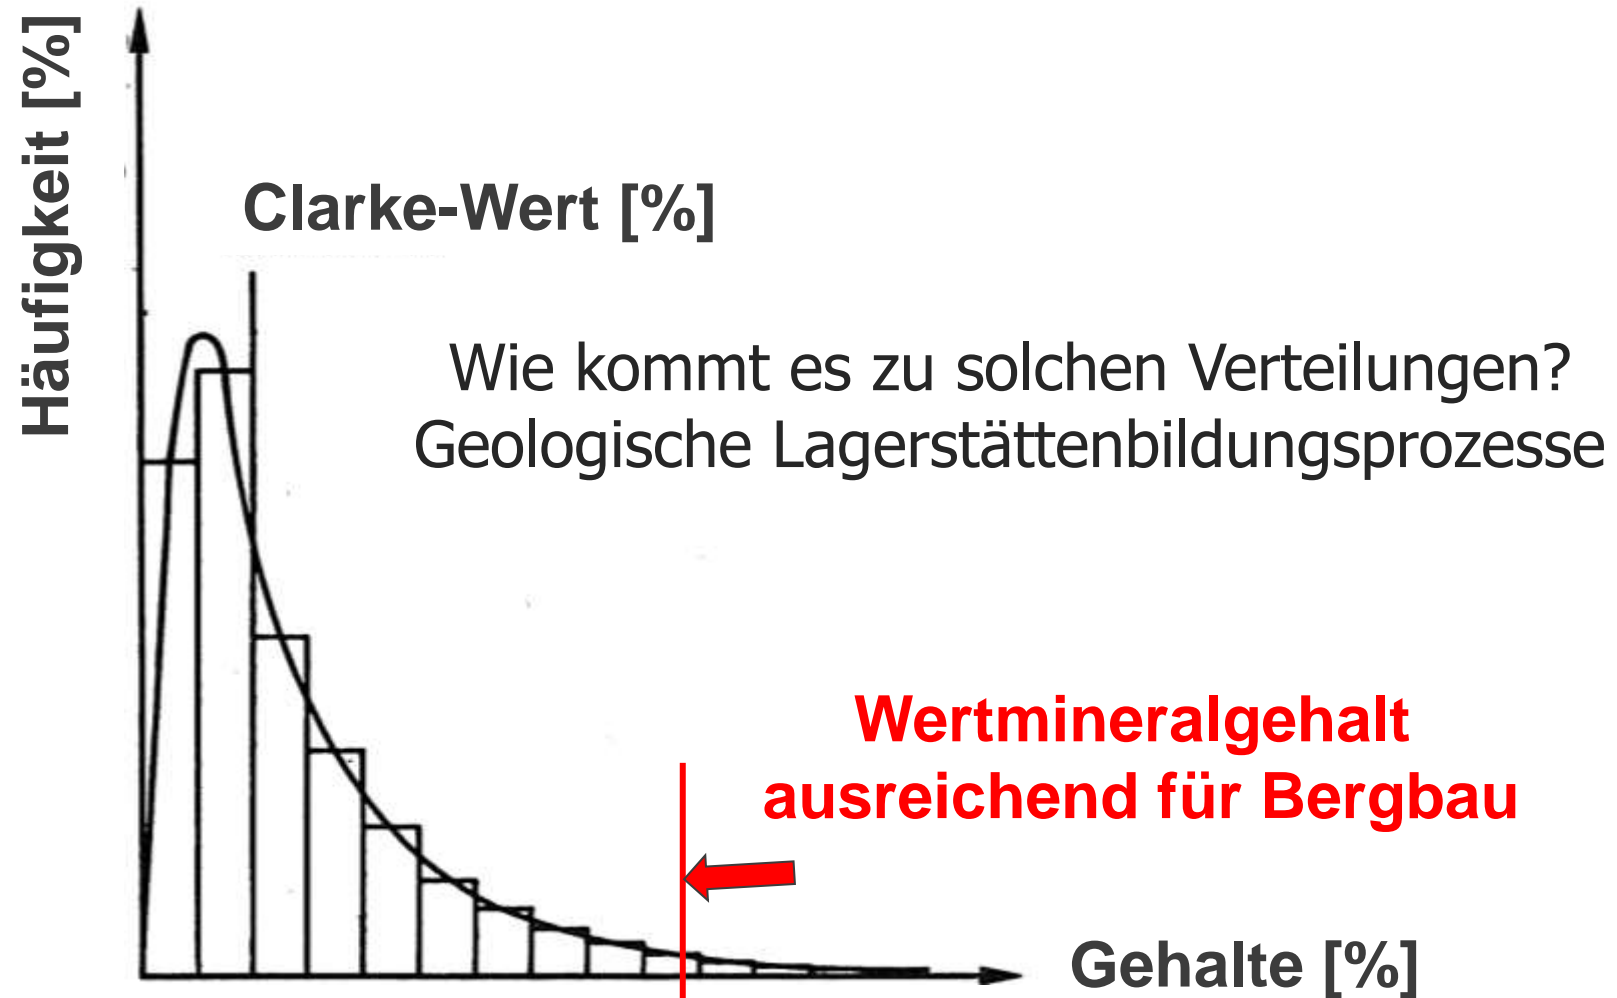 Häufigkeit [%]
Clarke-Wert [%]
Wie kommt es zu solchen Verteilungen?
Geologische Lagerstättenbildungsprozesse
Wertmineralgehalt
ausreichend für Bergbau
Gehalte [%]